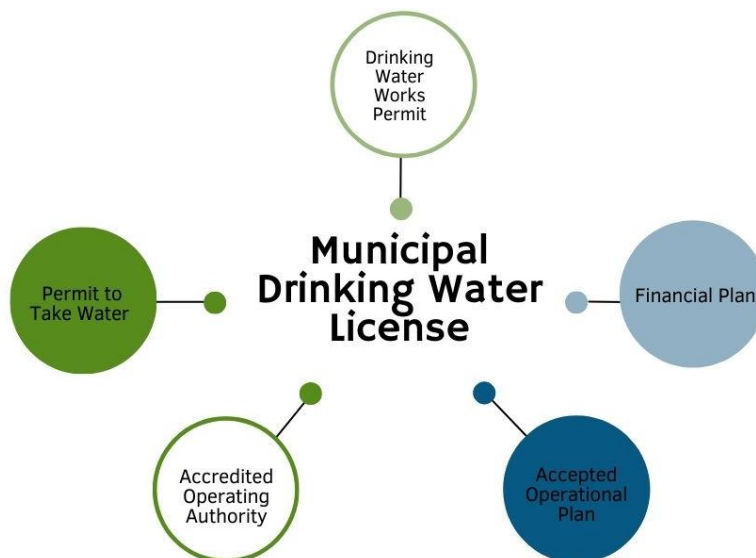 Drinking
Water
Works
Permit
Municipal
Drinking Water
License
Permit to
Take Water
Financial Plan
Accredited
Operating
Authority
Accepted
Operational
Plan